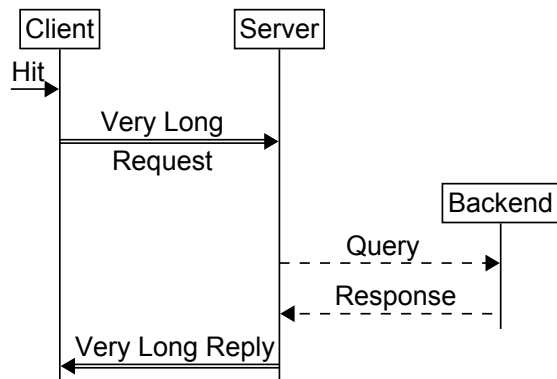 Client
Server
Hit
Very Long
Request
Backend
Query
Response
Very Long Reply